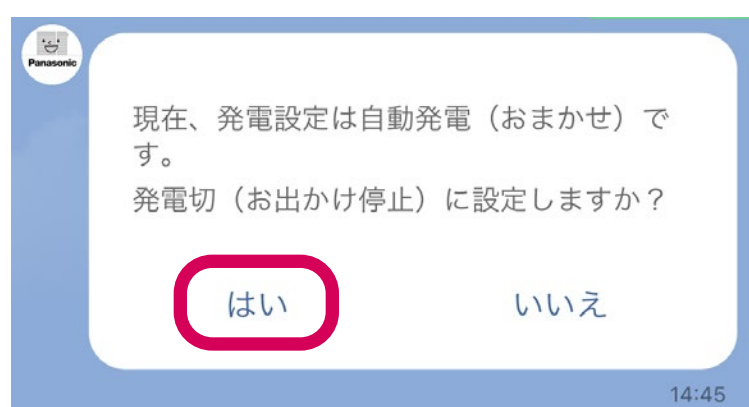 Panasonic
現在、発電設定は自動発電（おまかせ）で
す。
発電切（お出かけ停止）に設定しますか？
はい
いいえ
14:45